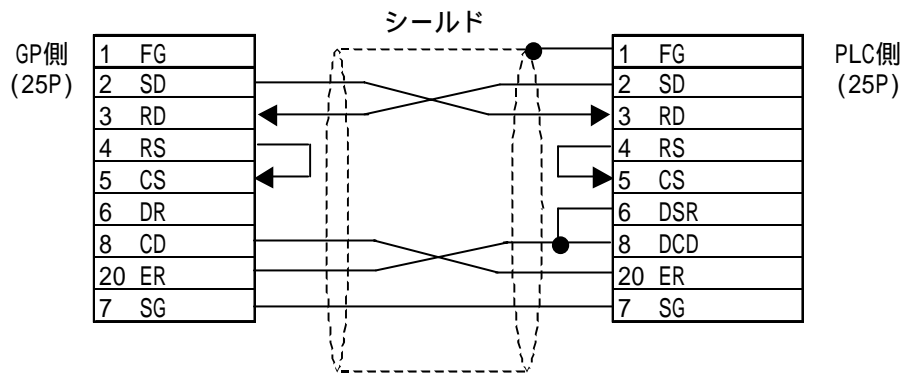 シールド
GP側
(25P)
1 FG
2 SD
3 RD
4 RS
5 CS
6 DR
8 CD
20 ER
7 SG
1 FG
2 SD
3 RD
4 RS
5 CS
6 DSR
8 DCD
20 ER
7 SG
PLC側
(25P)